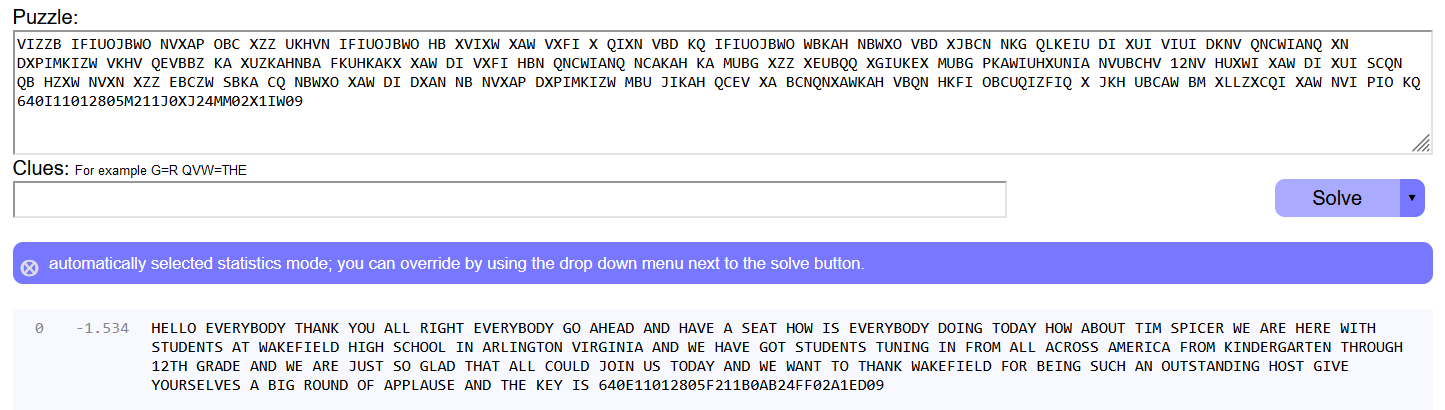 Puzzle:
VIZZB IFIUOJBWO NVXAP OBC XZZ UKHVN IFIUOJBWO HB XVIXW XAW VXFI X QIXN VBD KQ IFIUOJBWO WBKAH NBWXO VBD XJBCN NKG QLKEIU DI XUI VIUI DKNV QNCWIANQ XN
DXPIMKIZW VKHV QEVBBZ KA XUZKAHNBA FKUHKAKX XAW DI VXFI HBN QNCWIANQ NCAKAH KA MUBG XZZ XEUBQQ XGIUKEX MUBG PKAWIUHXUNIA NVUBCHV 12NV HUXWI XAW DI XUI SCQN
QB HZXW NVXN XZZ EBCZW SBKA CQ NBWXO XAW DI DXAN NB NVXAP DXPIMKIZW MBU JIKAH QCEV XA BCNQNXAWKAH VBQN HKFI OBCUQIZFIQ X JKH UBCAW BM XLLZXCQI XAW NVI PIO KQ
640I11012805M211J0XJ24MM02X1IW09
Clues: For example G=R QVW=THE
Solve ▼
automatically selected statistics mode; you can override by using the drop down menu next to the solve button.
0 -1.534 HELLO EVERYBODY THANK YOU ALL RIGHT EVERYBODY GO AHEAD AND HAVE A SEAT HOW IS EVERYBODY DOING TODAY HOW ABOUT TIM SPICER WE ARE HERE WITH
STUDENTS AT WAKEFIELD HIGH SCHOOL IN ARLINGTON VIRGINIA AND WE HAVE GOT STUDENTS TUNING IN FROM ALL ACROSS AMERICA FROM KINDERGARTEN THROUGH
12TH GRADE AND WE ARE JUST SO GLAD THAT ALL COULD JOIN US TODAY AND WE WANT TO THANK WAKEFIELD FOR BEING SUCH AN OUTSTANDING HOST GIVE
YOURSELVES A BIG ROUND OF APPLAUSE AND THE KEY IS 640E11012805F211B0AB24FF02A1ED09